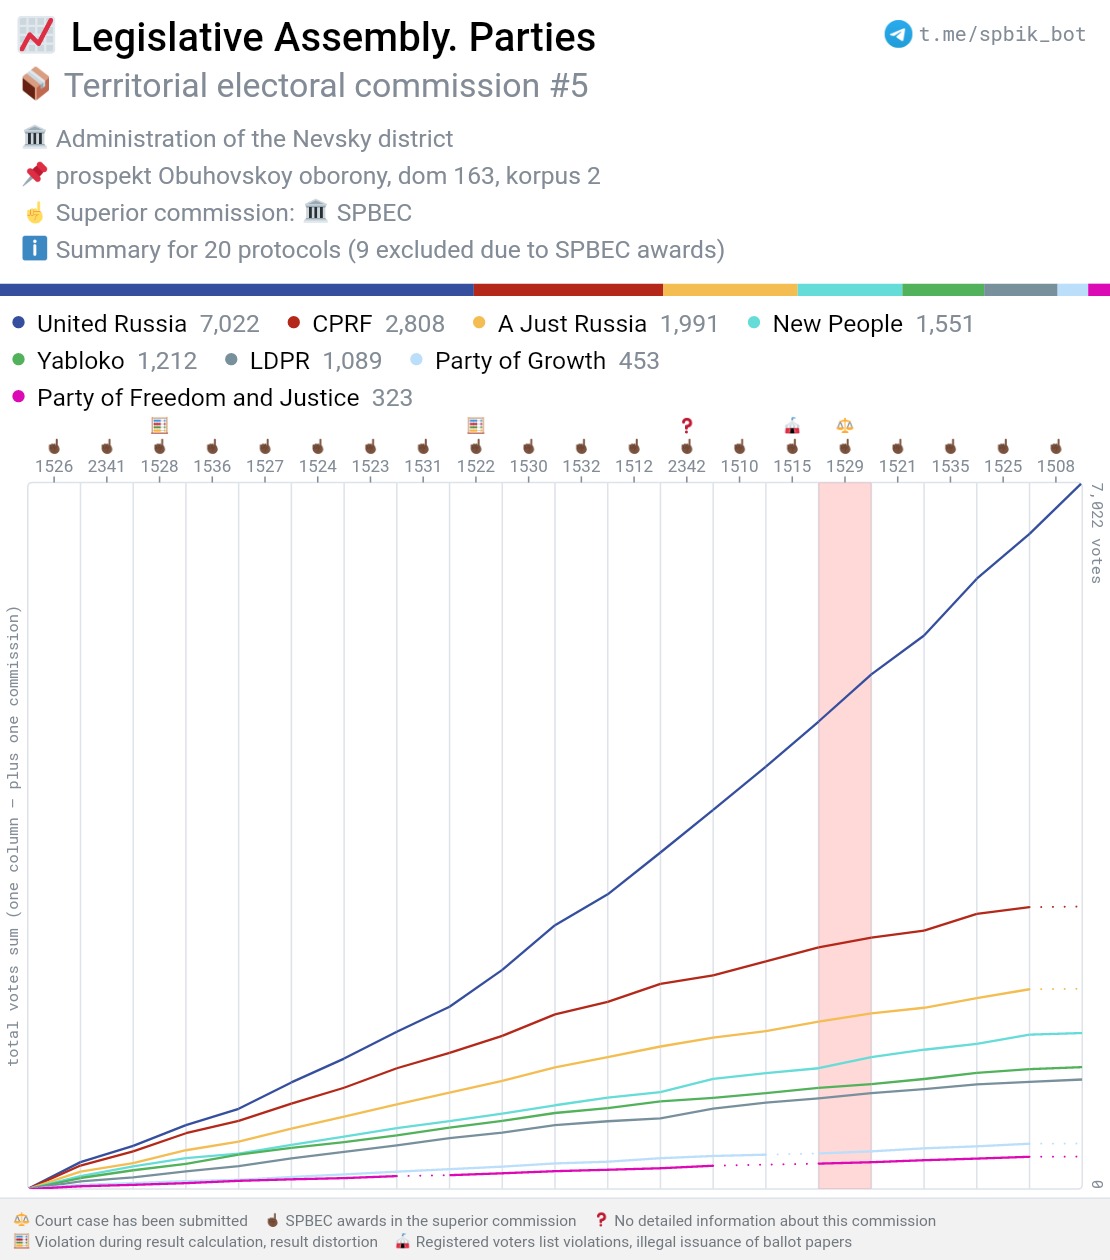 Legislative Assembly. Parties
t.me/spbik_bot
Territorial electoral commission #5
Administration of the Nevsky district
prospekt Obuhovskoy oborony, dom 163, korpus 2
Superior commission: SPBEC
Summary for 20 protocols (9 excluded due to SPBEC awards)
United Russia 7,022 CPRF 2,808 A Just Russia 1,991 New People 1,551
Yabloko 1,212 LDPR 1,089 Party of Growth 453
Party of Freedom and Justice 323
1526 2341 1528 1536 1527 1524 1523 1531 1522 1530 1532 1512 2342 1510 1515 1529 1521 1535 1525 1508
7,022 votes
total votes sum (one column – plus one commission)
0
Court case has been submitted SPBEC awards in the superior commission ? No detailed information about this commission
Violation during result calculation, result distortion Registered voters list violations, illegal issuance of ballot papers